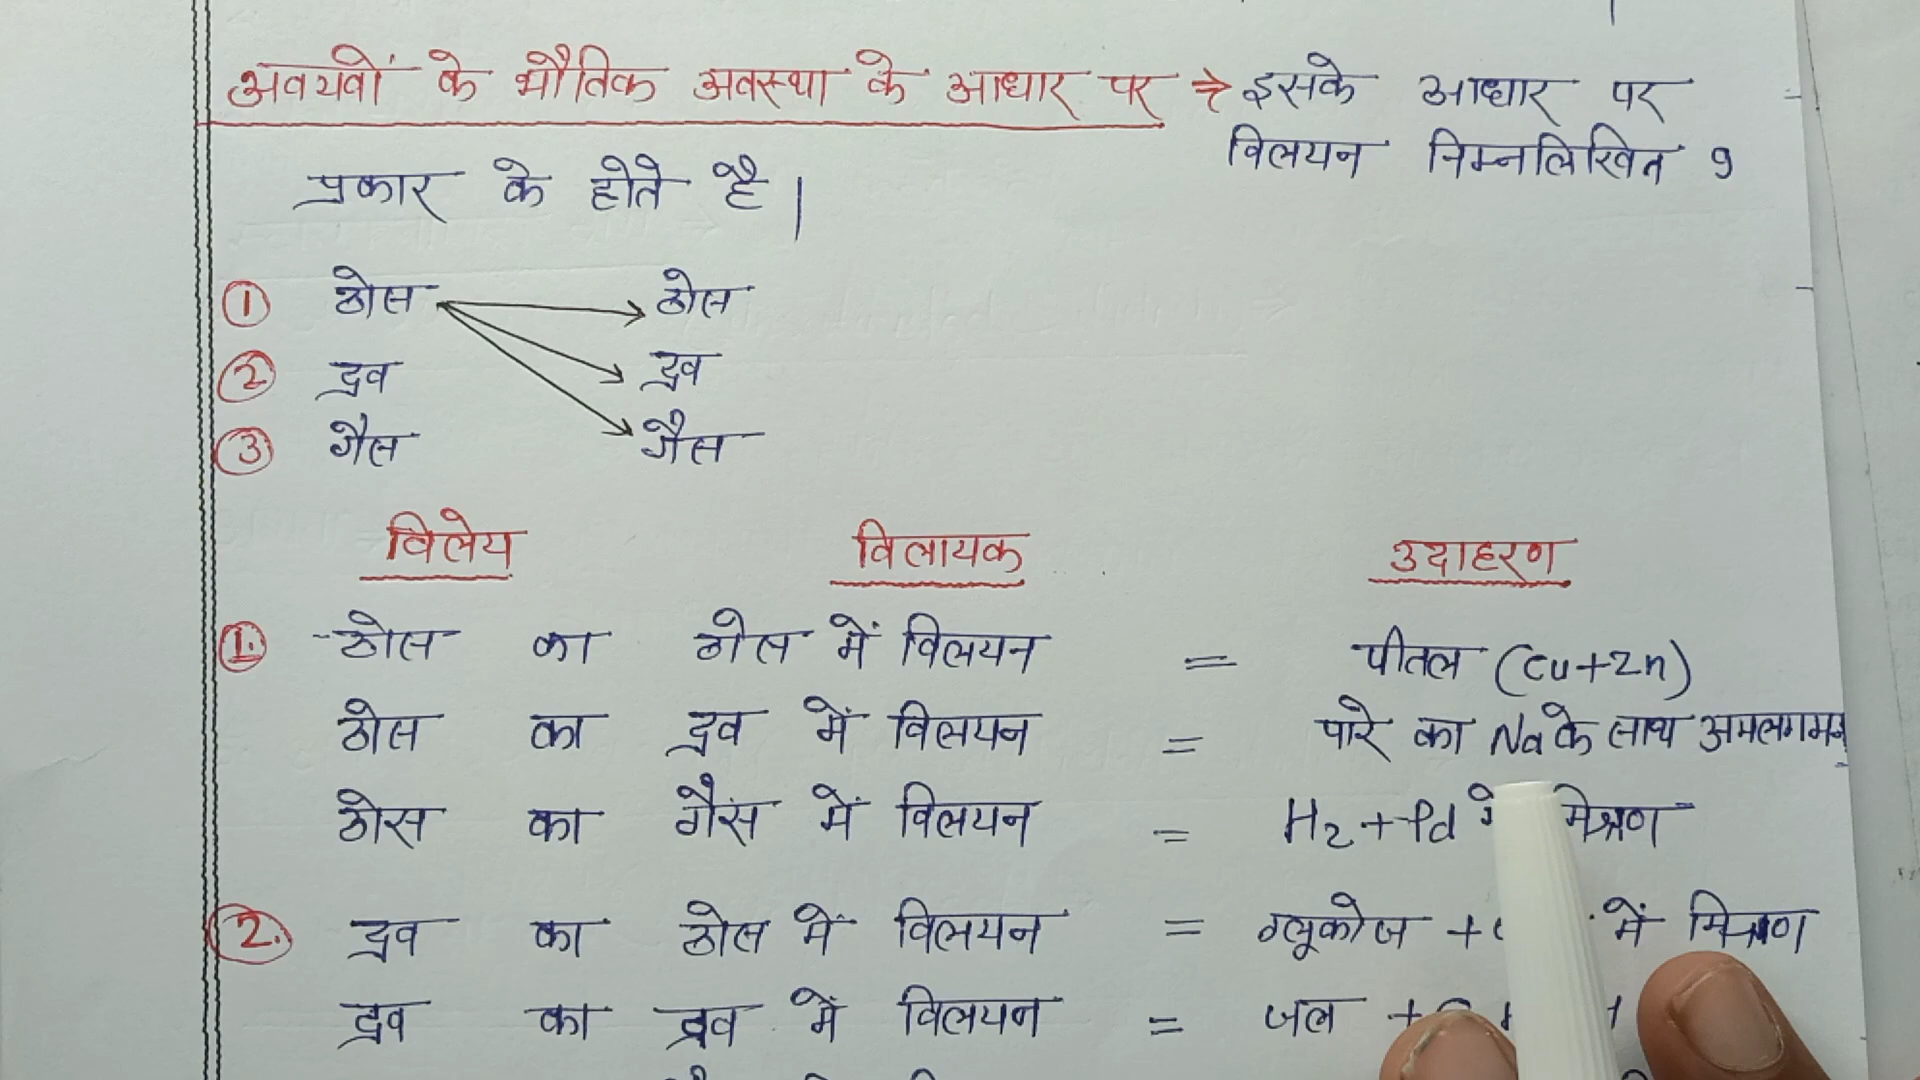 अवयवों के भौतिक अवस्था के आधार पर → इसके आधार पर
विलयन निम्नलिखित 9
प्रकार के होते है।
① ठोस ठोस
② द्रव द्रव
③ गैस गैस
विलेय विलायक उदाहरण
1. ठोस का ठोस में विलयन = पीतल (Cu+Zn)
ठोस का द्रव में विलयन = पारे का Na के साथ अमलगमन
ठोस का गैस में विलयन = H2+Pd मिश्रण
2. द्रव का ठोस में विलयन = ग्लूकोज + में मिश्रण
द्रव का द्रव में विलयन = जल +